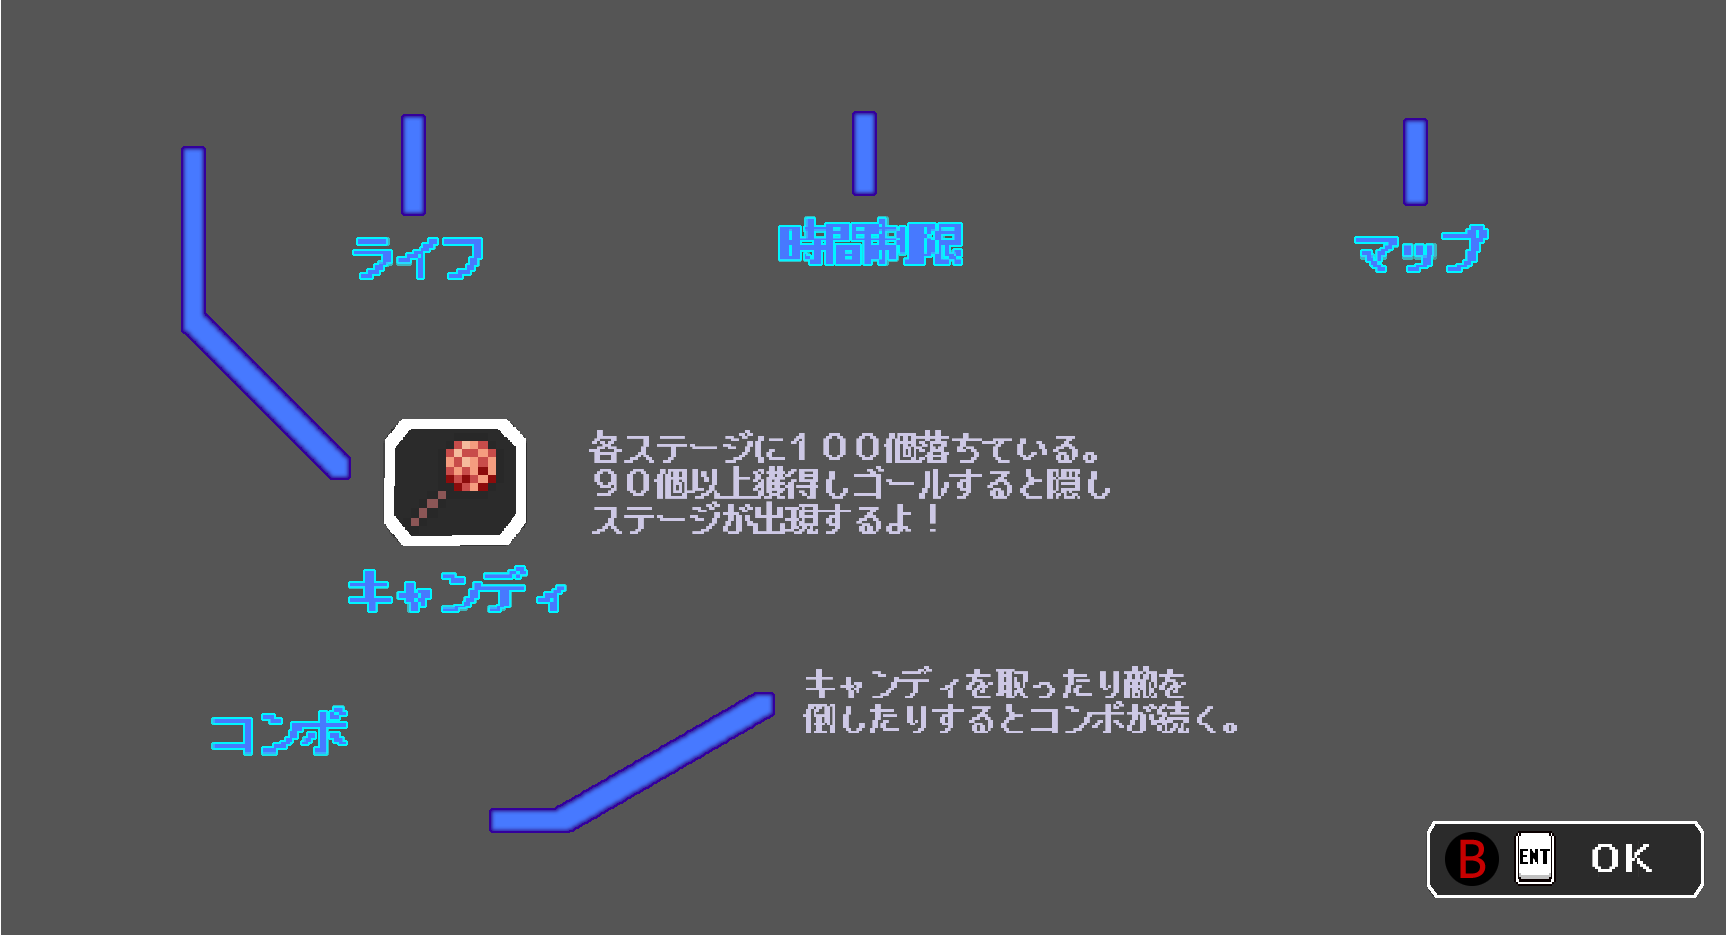 ライフ
時間制限
マップ
各ステージに１００個落ちている。
９０個以上獲得しゴールすると隠し
ステージが出現するよ！
キャンディ
キャンディを取ったり敵を
倒したりするとコンボが続く。
コンボ
B ENT OK